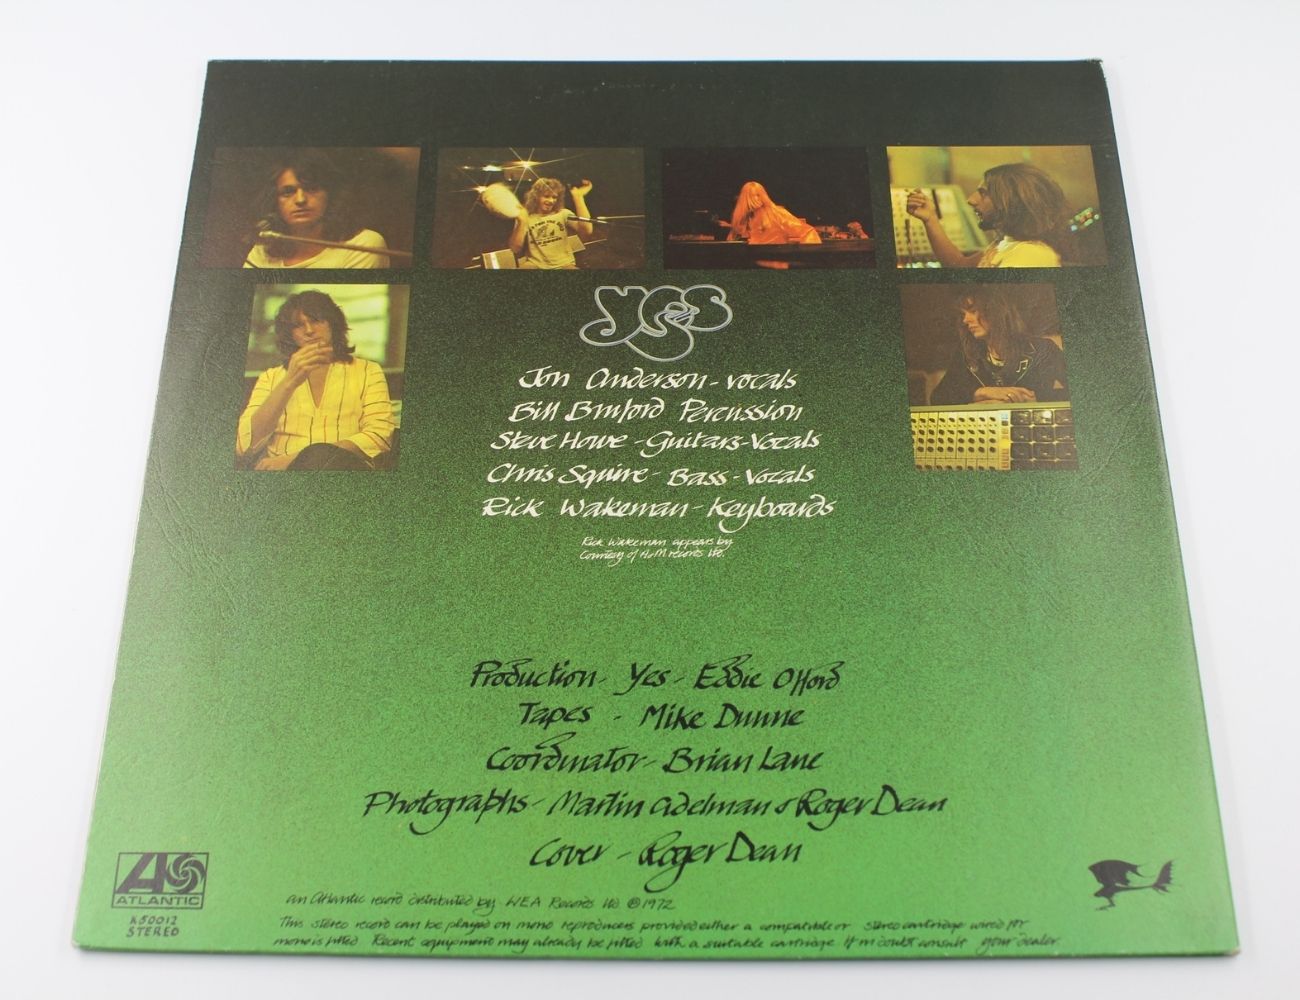 yes
Jon Anderson - vocals
Bill Bruford Percussion
Steve Howe - Guitars - Vocals
Chris Squire - Bass - Vocals
Rick Wakeman - Keyboards
Rick Wakeman appears by
Courtesy of A&M records ltd.
Production - Yes - Eddie Offord
Tapes - Mike Dunne
Coordinator - Brian Lane
Photographs - Martin Adelman & Roger Dean
Cover - Roger Dean
ATLANTIC
K50012
STEREO
an Atlantic record distributed by WEA Records ltd. ℗1972
This stereo record can be played on mono reproducers provided either a compatible or stereo cartridge wired for
mono is fitted. Recent equipment may already be fitted with a suitable cartridge. If in doubt consult your dealer.